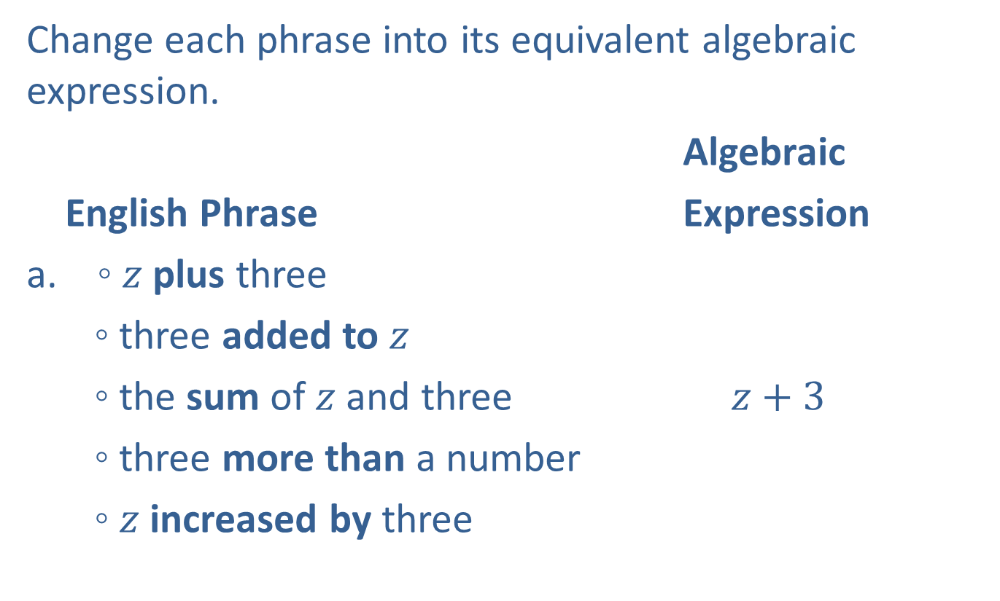 Change each phrase into its equivalent algebraic
expression.
Algebraic
English Phrase Expression
a. ◦ z plus three
◦ three added to z
◦ the sum of z and three z + 3
◦ three more than a number
◦ z increased by three